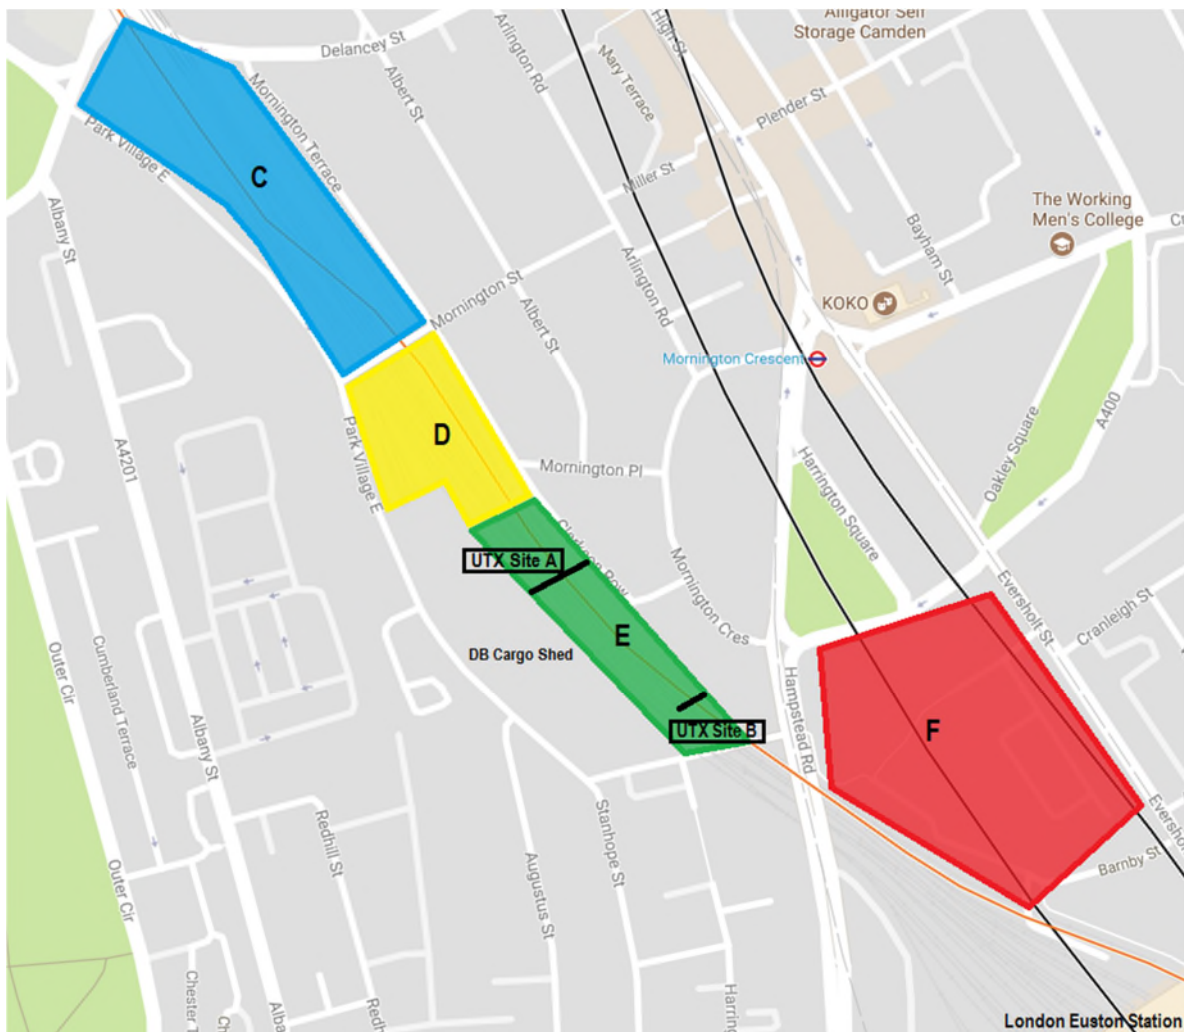 Alligator Self
Storage Camden
High St
Delancey St
Arlington Rd
Mary Terrace
Albert St
Plender St
Mornington Terrace
Park Village E
C
Miller St
The Working
Men's College
Albany St
Arlington Rd
Bayham St
KOKO
Mornington St
Albert St
Mornington Crescent
D
A4201
Park Village E
Mornington Pl
Oakley Square
A400
Harrington Square
UTX Site A
Mornington Cres
Eversholt St
Cranleigh St
E
DB Cargo Shed
Outer Cir
Cumberland Terrace
Albany St
Hampstead Rd
UTX Site B
F
Redhill St
Stanhope St
Augustus St
Barnby St
Outer Cir
London Euston Station